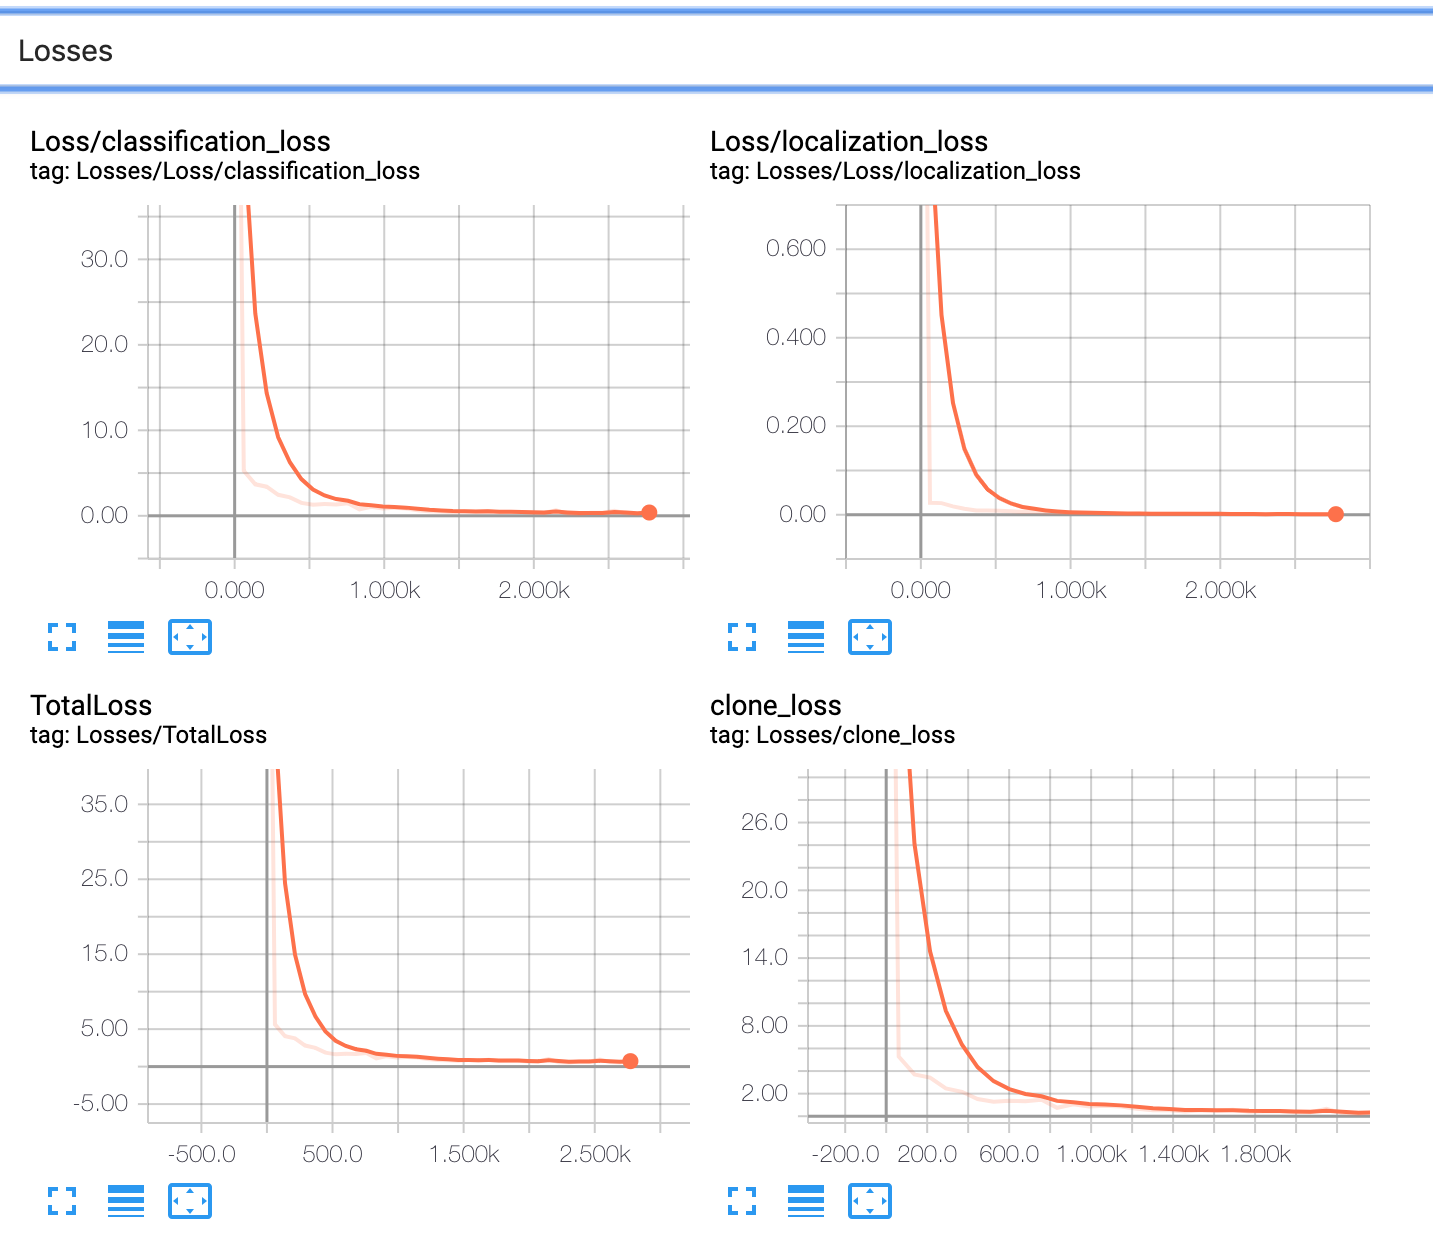 Losses
Loss/classification_loss
tag: Losses/Loss/classification_loss
30.0
20.0
10.0
0.00
0.000 1.000k 2.000k
Loss/localization_loss
tag: Losses/Loss/localization_loss
0.600
0.400
0.200
0.00
0.000 1.000k 2.000k
TotalLoss
tag: Losses/TotalLoss
35.0
25.0
15.0
5.00
-5.00
-500.0 500.0 1.500k 2.500k
clone_loss
tag: Losses/clone_loss
26.0
20.0
14.0
8.00
2.00
-200.0 200.0 600.0 1.000k 1.400k 1.800k